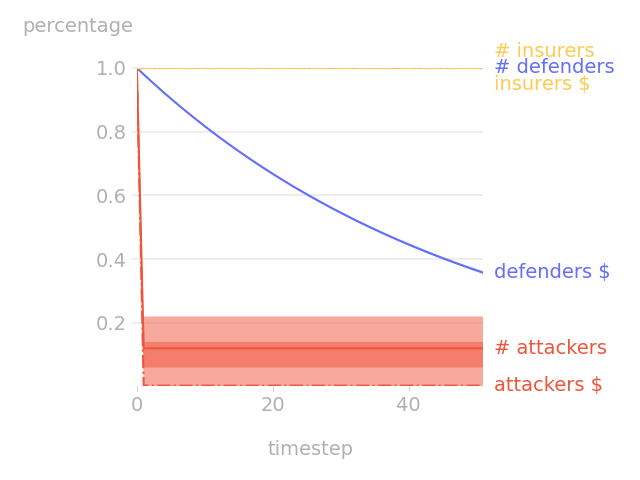 percentage
# insurers
# defenders
insurers $
1.0
0.8
0.6
0.4
0.2
defenders $
# attackers
attackers $
0
20
40
timestep